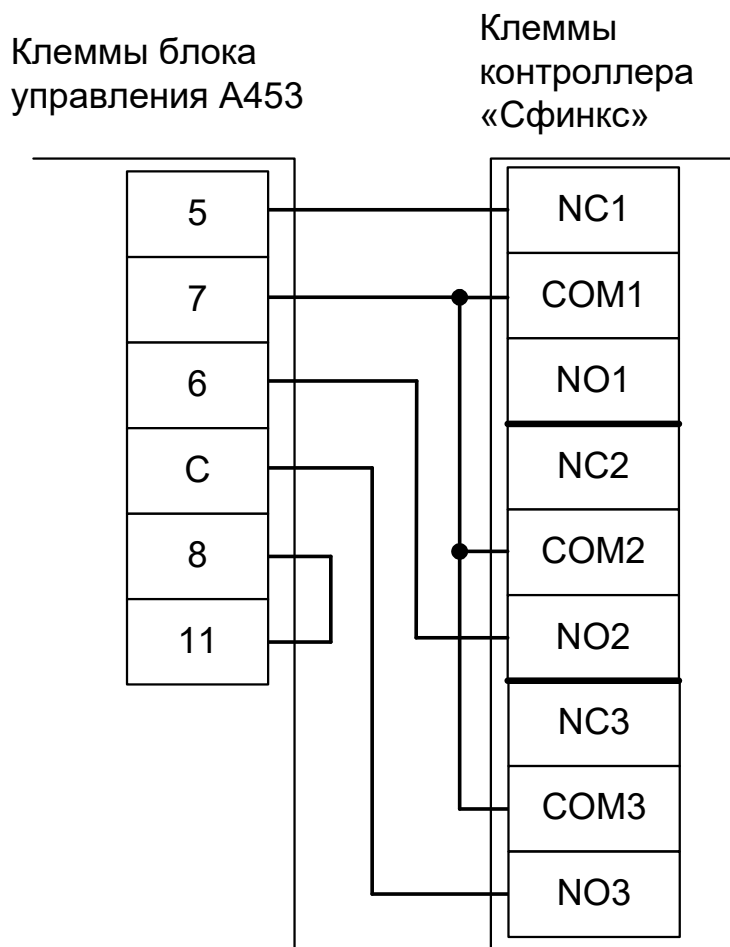 Клеммы блока
управления А453
Клеммы
контроллера
«Сфинкс»
5
7
6
С
8
11
NC1
COM1
NO1
NC2
COM2
NO2
NC3
COM3
NO3